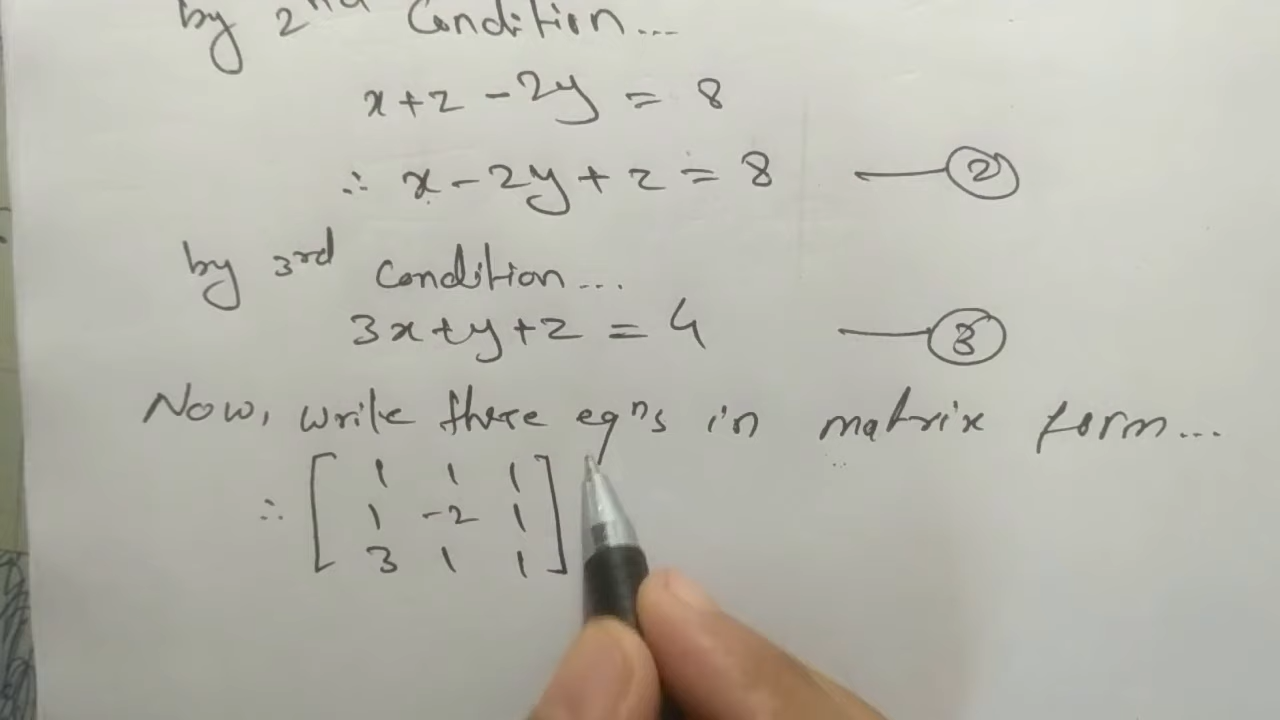 by 2nd Condition...
x+z -2y = 8
∴ x-2y+z = 8 — 2
by 3rd condition...
3x+y+z = 4 — 3
Now, write these eqⁿs in matrix form...
∴ [ 1 1 1
1 -2 1
3 1 1 ]